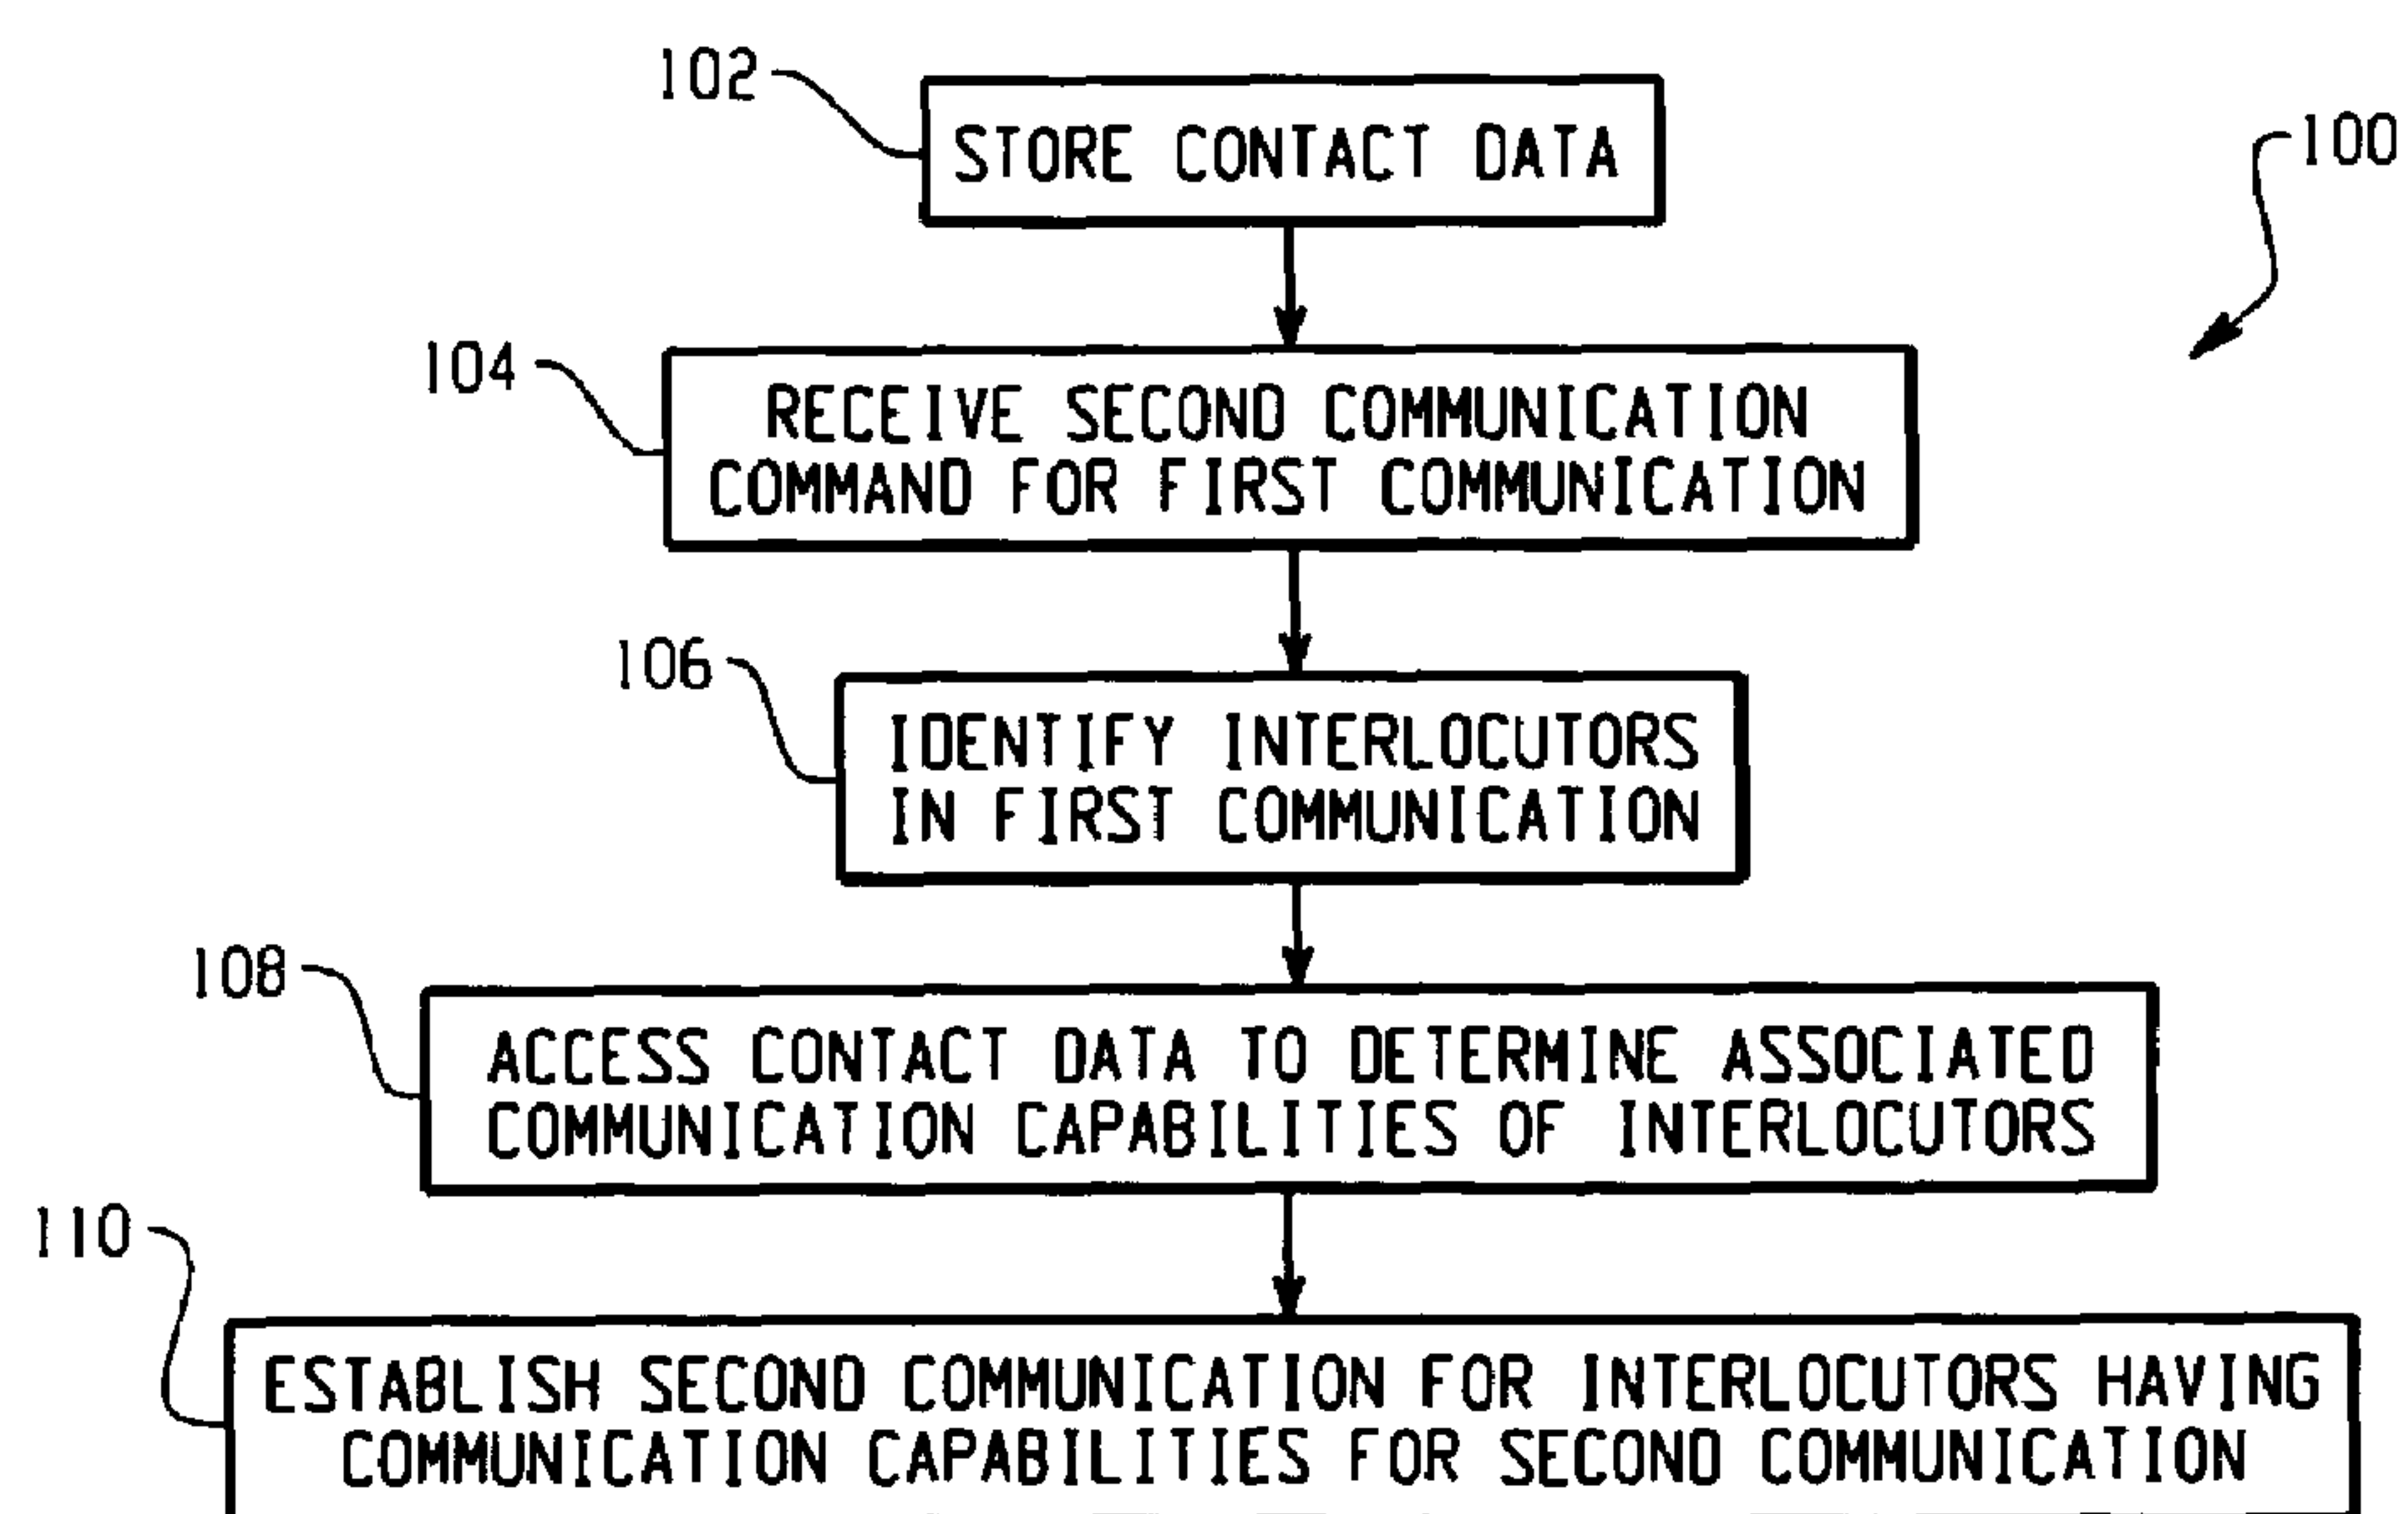 102
STORE CONTACT DATA
100
104
RECEIVE SECOND COMMUNICATION
COMMAND FOR FIRST COMMUNICATION
106
IDENTIFY INTERLOCUTORS
IN FIRST COMMUNICATION
108
ACCESS CONTACT DATA TO DETERMINE ASSOCIATED
COMMUNICATION CAPABILITIES OF INTERLOCUTORS
110
ESTABLISH SECOND COMMUNICATION FOR INTERLOCUTORS HAVING
COMMUNICATION CAPABILITIES FOR SECOND COMMUNICATION